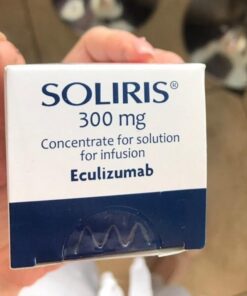 SOLIRIS®
300 mg
Concentrate for solution
for infusion
Eculizumab